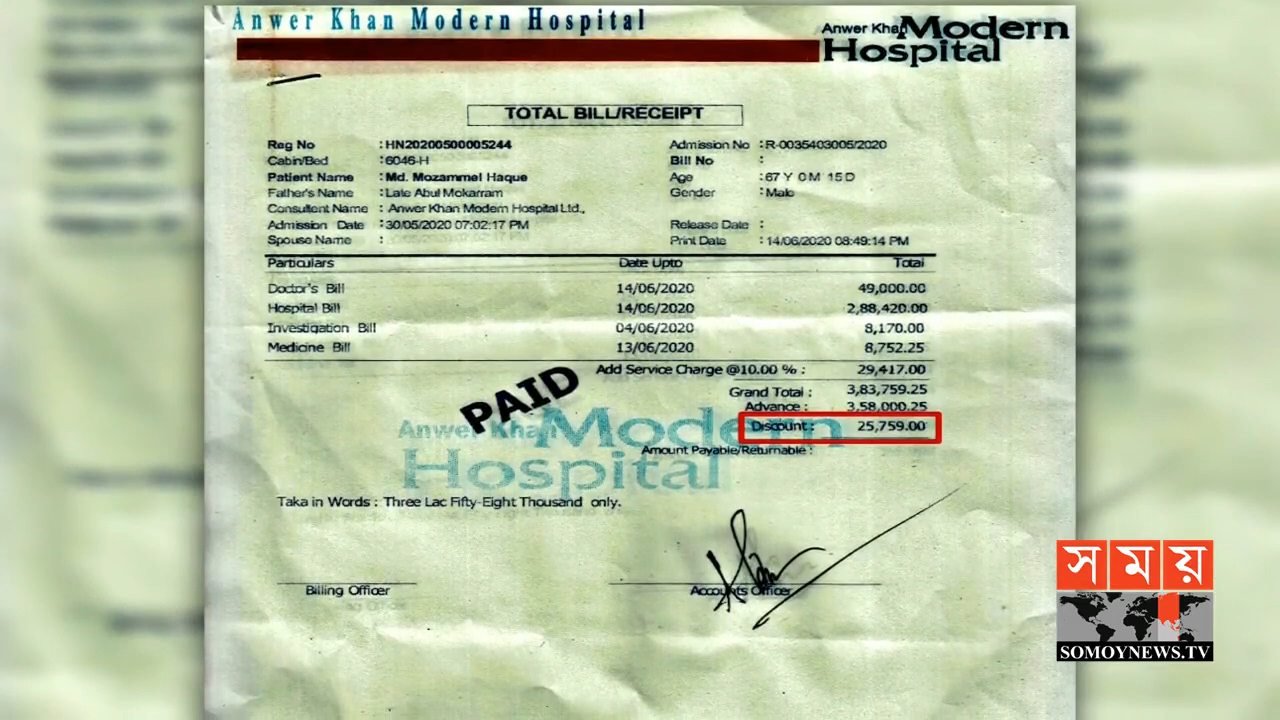 Anwer Khan Modern Hospital
Anwer Khan Modern
Hospital
TOTAL BILL/RECEIPT
Reg No : HN20200500005244 Admission No : R-0035403005/2020
Cabin/Bed : 6046-H Bill No :
Patient Name : Md. Mozammel Haque Age : 67 Y 0 M 15 D
Father's Name : Late Abul Mokarram Gender : Male
Consultent Name : Anwer Khan Modern Hospital Ltd.,
Admission Date : 30/05/2020 07:02:17 PM Release Date :
Spouse Name : Print Date : 14/06/2020 08:49:14 PM
Particulars Date Upto Total
Doctor's Bill 14/06/2020 49,000.00
Hospital Bill 14/06/2020 2,88,420.00
Investigation Bill 04/06/2020 8,170.00
Medicine Bill 13/06/2020 8,752.25
Add Service Charge @10.00 % : 29,417.00
Grand Total : 3,83,759.25
Advance : 3,58,000.25
Discount : 25,759.00
Amount Payable/Returnable :
PAID
Anwer Khan Modern
Hospital
Taka in Words : Three Lac Fifty-Eight Thousand only.
Billing Officer Accounts Officer
সময়
SOMOYNEWS.TV